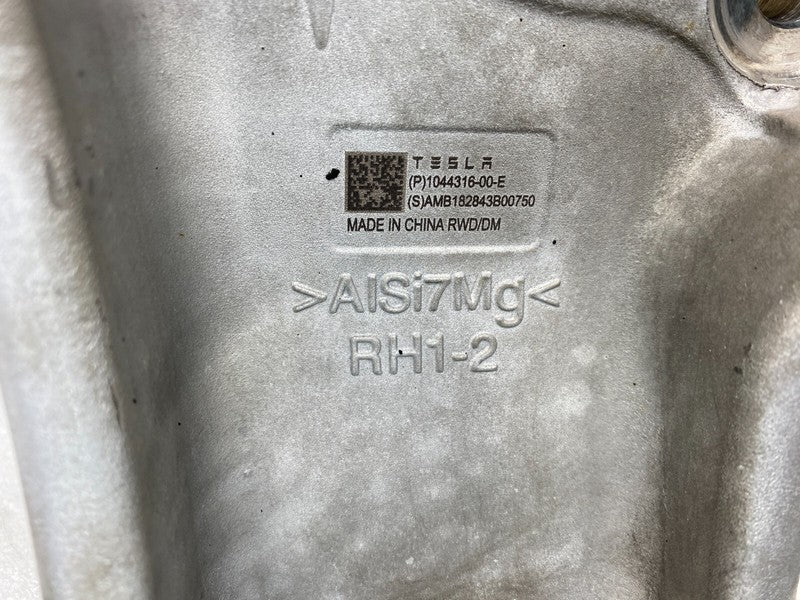 TESLA
(P)1044316-00-E
(S)AMB182843B00750
MADE IN CHINA RWD/DM
>AlSi7Mg<
RH1-2